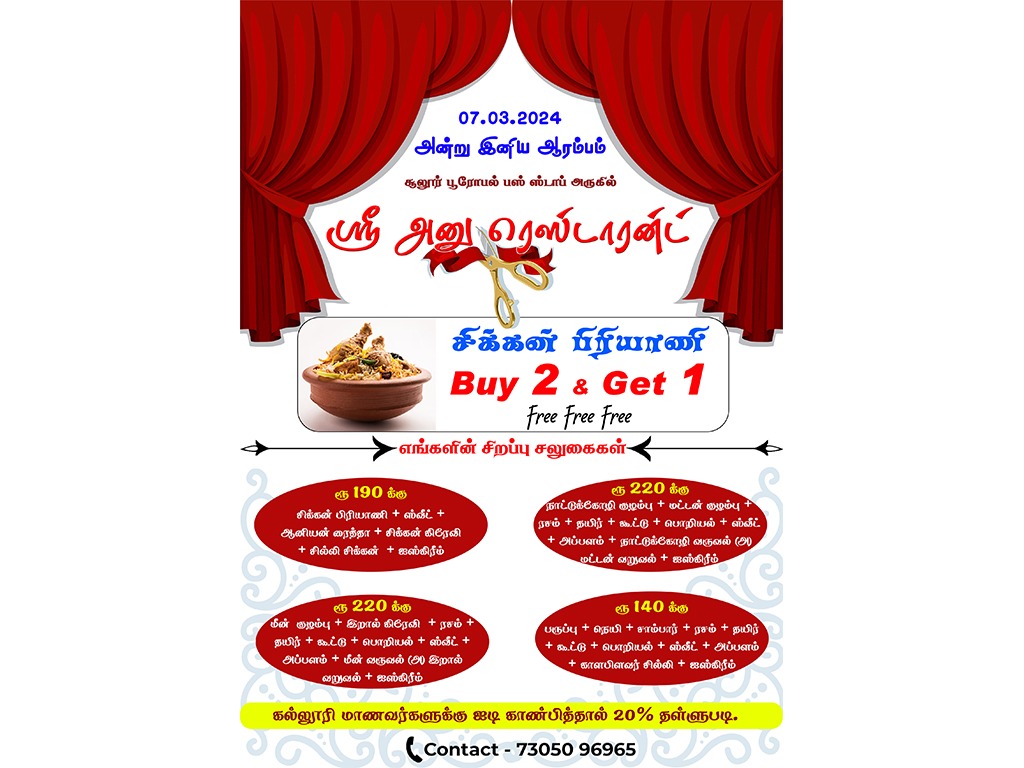 07.03.2024
அன்று இனிய ஆரம்பம்
சூலூர் பூரோபல் பஸ் ஸ்டாப் அருகில்
ஸ்ரீ அனு ரெஸ்டாரன்ட்
சிக்கன் பிரியாணி
Buy 2 & Get 1
Free Free Free
எங்களின் சிறப்பு சலுகைகள்
ரூ 190 க்கு
சிக்கன் பிரியாணி + ஸ்வீட் +
ஆனியன் ரைத்தா + சிக்கன் கிரேவி
+ சில்லி சிக்கன் + ஐஸ்கிரீம்
ரூ 220 க்கு
நாட்டுக்கோழி குழம்பு + மட்டன் குழம்பு +
ரசம் + தயிர் + கூட்டு + பொறியல் + ஸ்வீட்
+ அப்பளம் + நாட்டுக்கோழி வருவல் (அ)
மட்டன் வறுவல் + ஐஸ்கிரீம்
ரூ 220 க்கு
மீன் குழம்பு + இறால் கிரேவி + ரசம் +
தயிர் + கூட்டு + பொறியல் + ஸ்வீட் +
அப்பளம் + மீன் வருவல் (அ) இறால்
வறுவல் + ஐஸ்கிரீம்
ரூ 140 க்கு
பருப்பு + நெயி + சாம்பார் + ரசம் + தயிர்
+ கூட்டு + பொறியல் + ஸ்வீட் + அப்பளம்
+ காளபிளவர் சில்லி + ஐஸ்கிரீம்
கல்லூரி மாணவர்களுக்கு ஐடி காண்பித்தால் 20% தள்ளுபடி.
Contact - 73050 96965